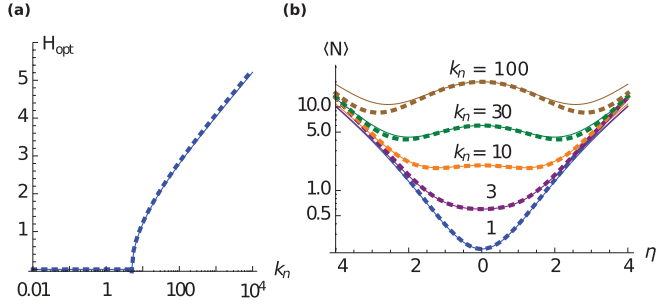 (a)
H_opt
5
4
3
2
1
0
0.01 1 100 10^4 k_n
(b)
⟨N⟩
k_n = 100
10.0
k_n = 30
5.0
k_n = 10
1.0
3
0.5
1
4 2 0 2 4 η